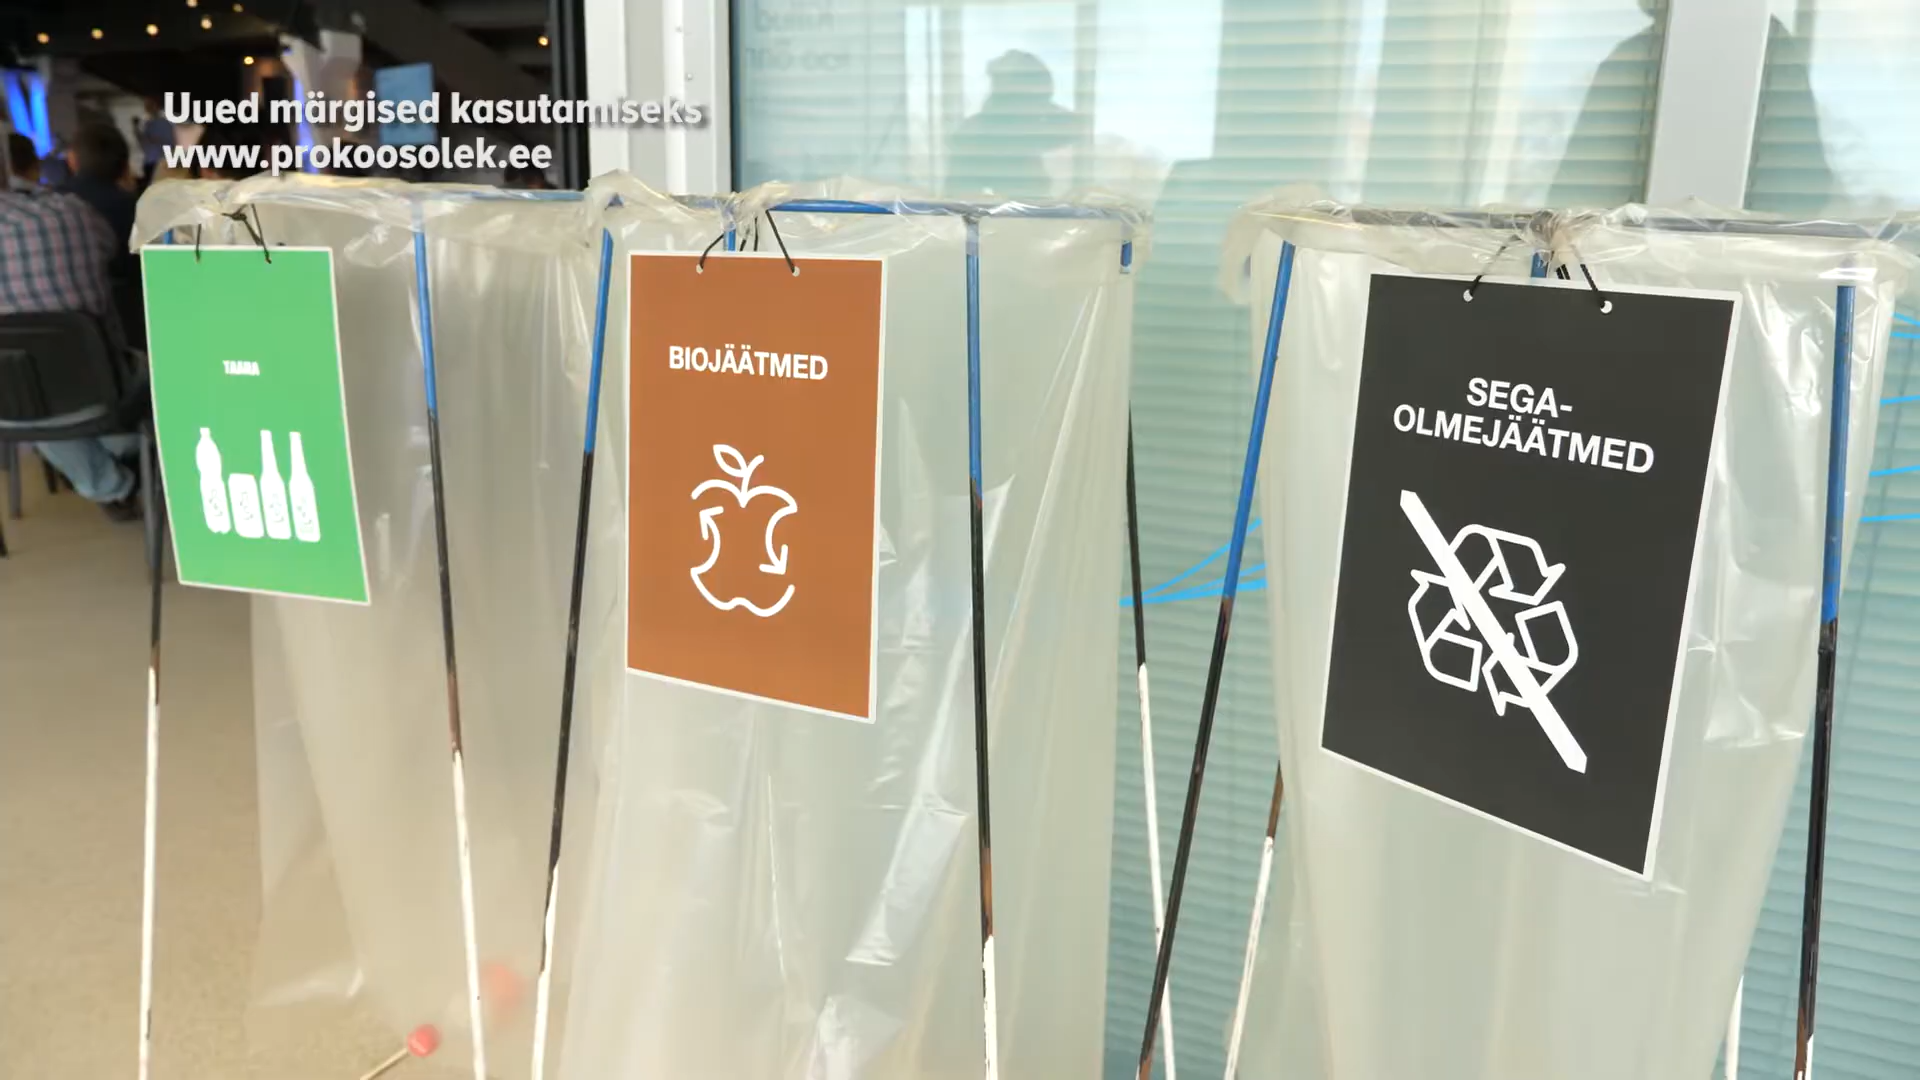 Uued märgised kasutamiseks
www.prokoosolek.ee
TAARA
BIOJÄÄTMED
SEGA-
OLMEJÄÄTMED